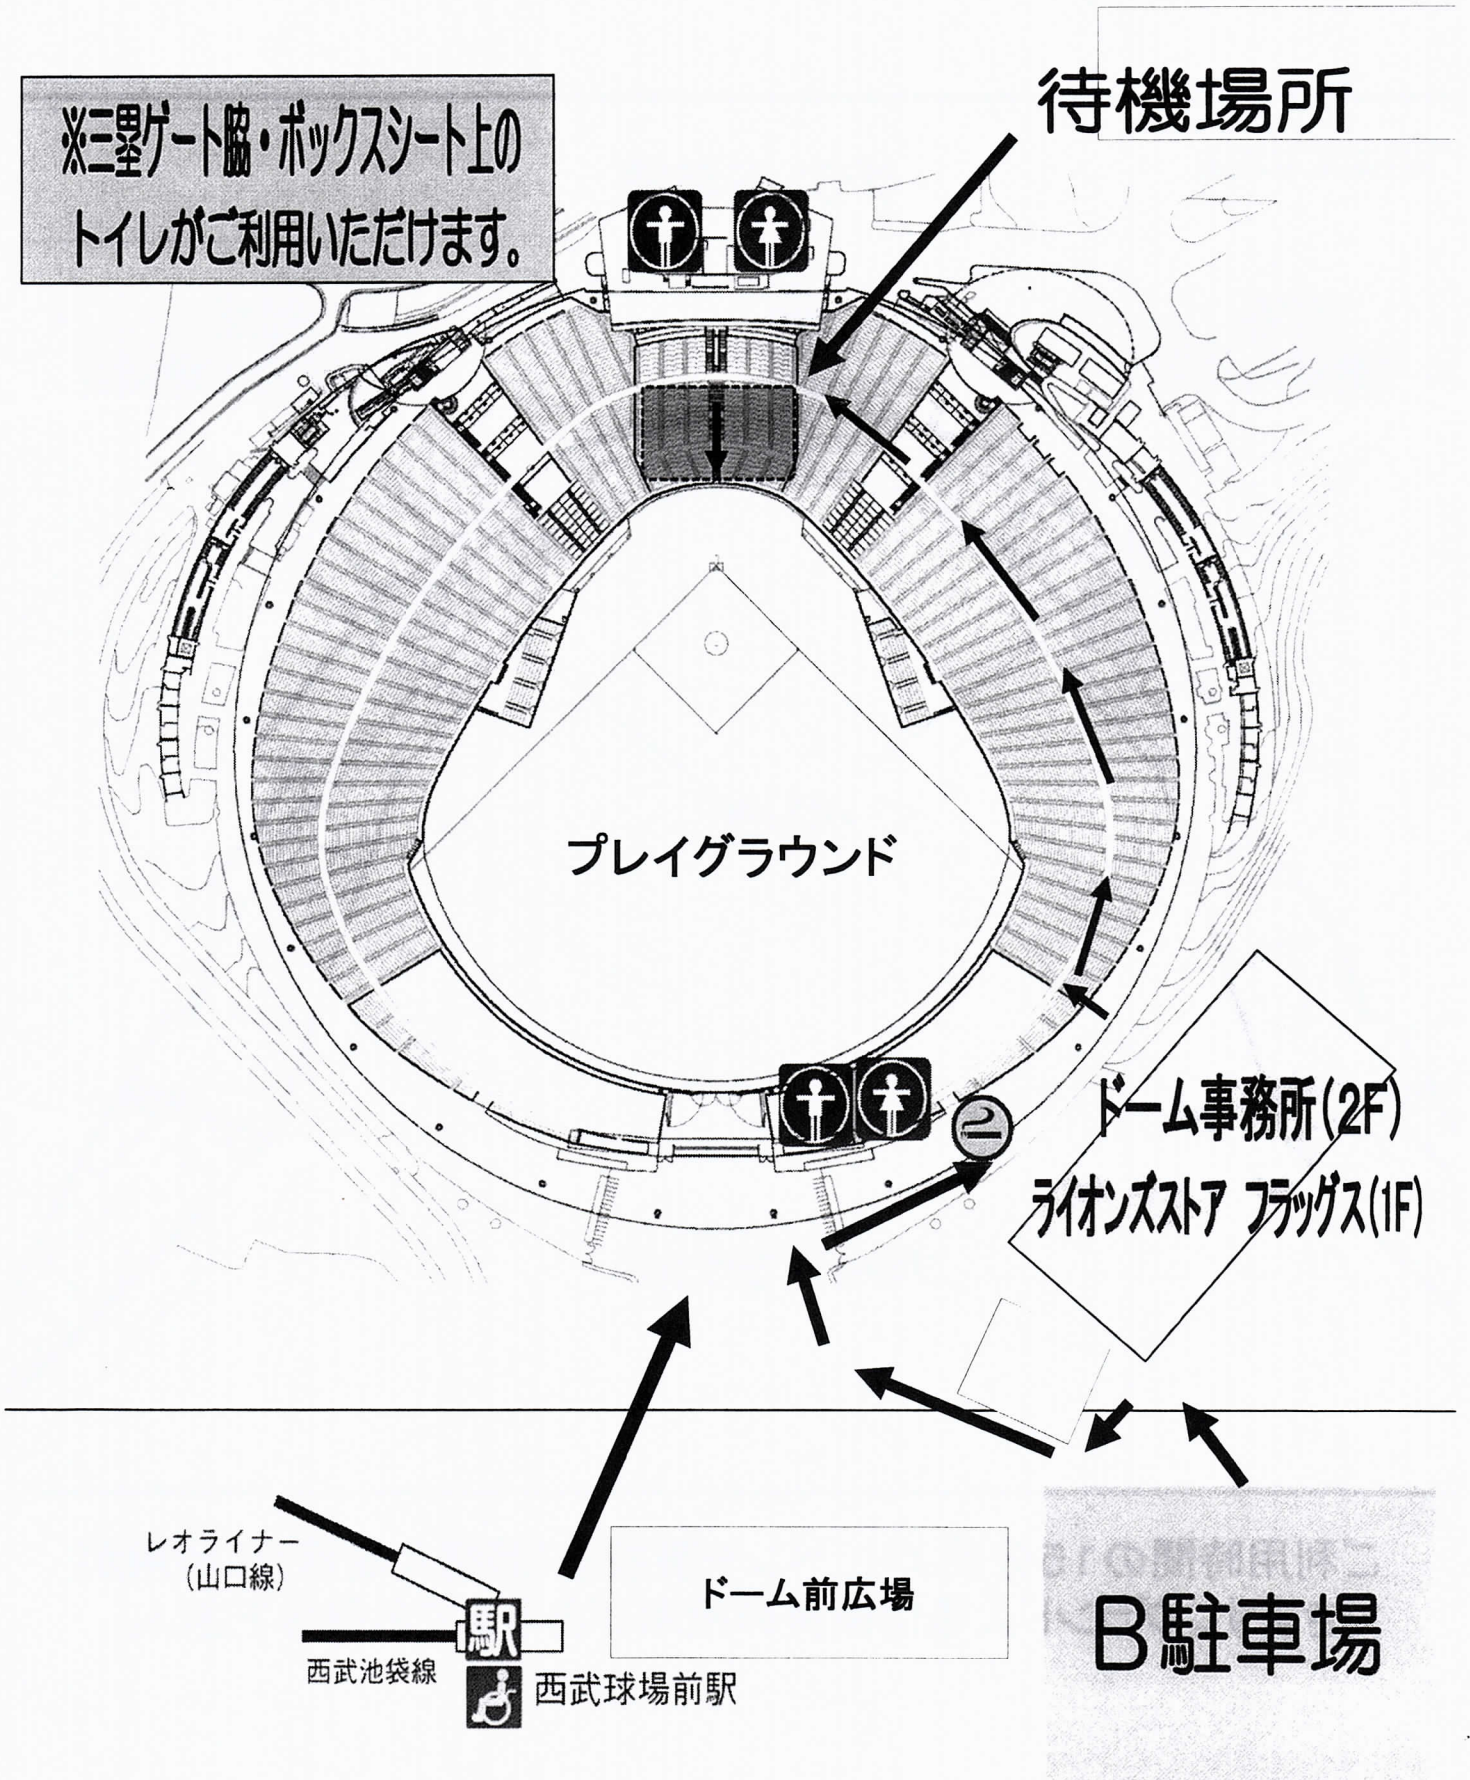 待機場所
※三塁ゲート脇・ボックスシート上の
トイレがご利用いただけます。
プレイグラウンド
2
ドーム事務所(2F)
ライオンズストア フラッグス(1F)
レオライナー
(山口線)
駅
西武池袋線
西武球場前駅
ドーム前広場
B駐車場